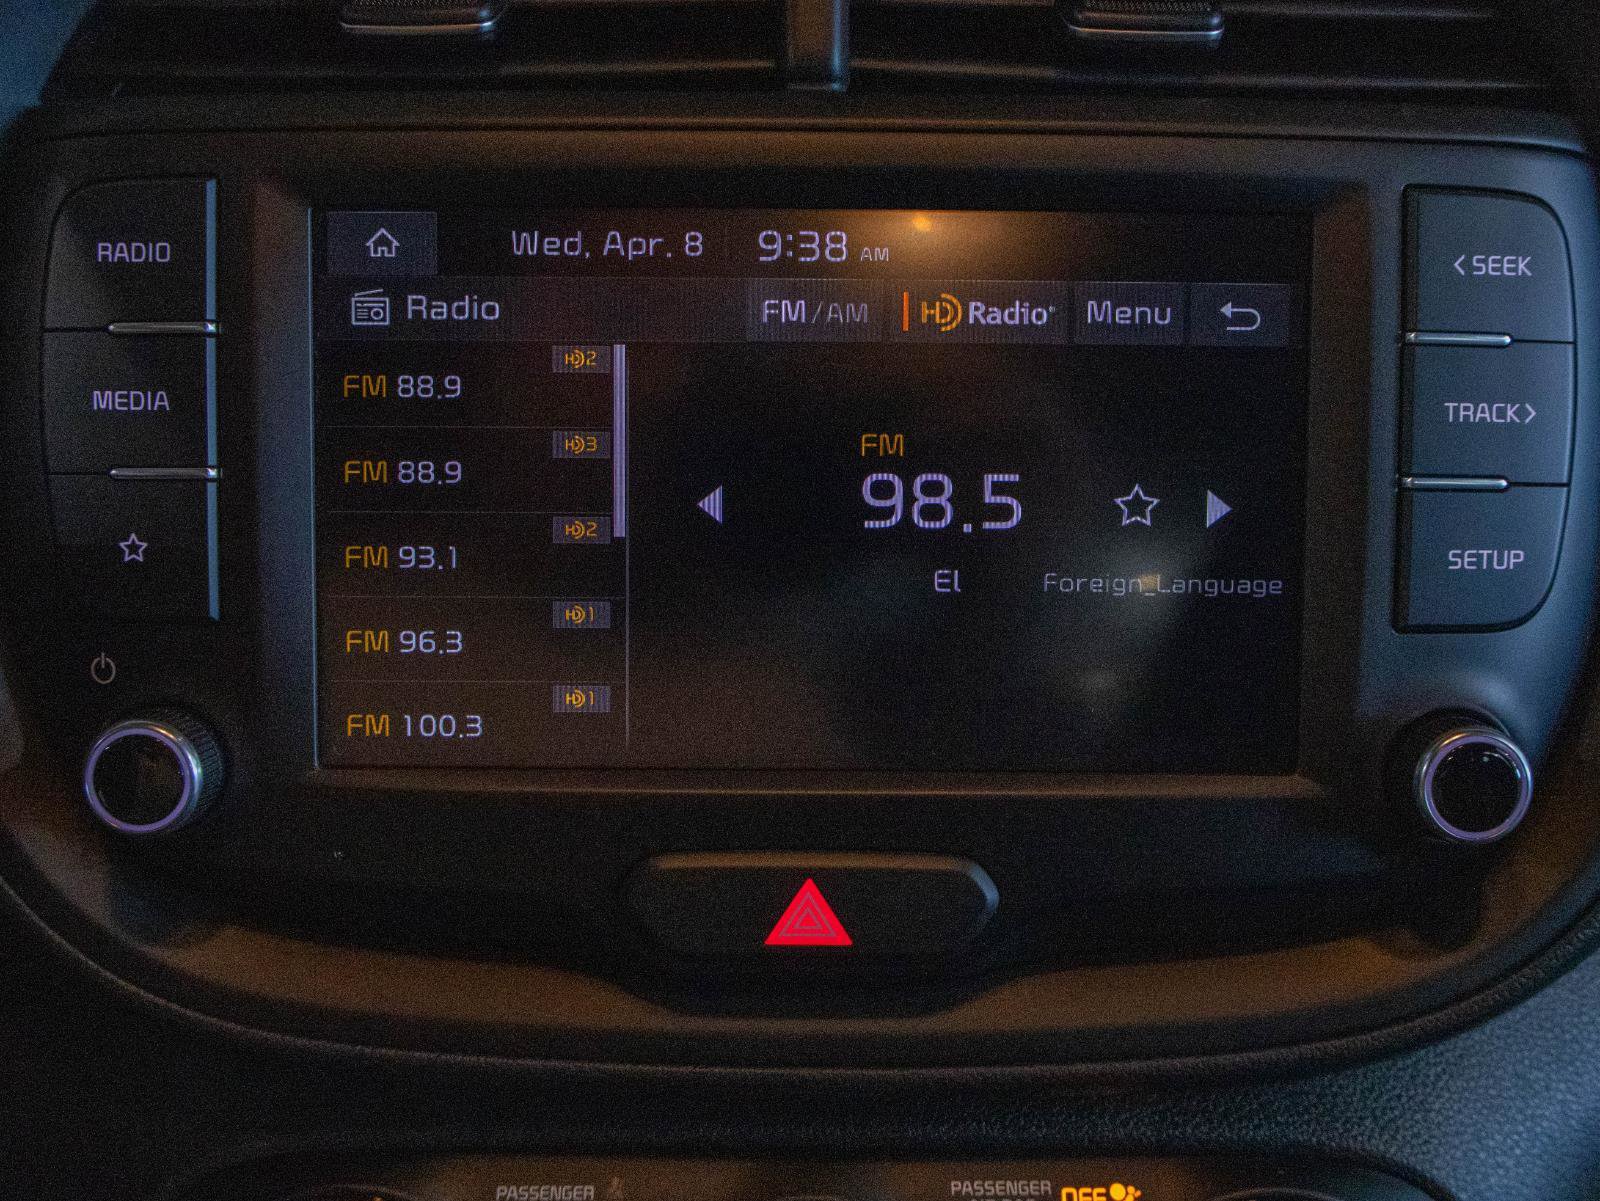 RADIO
MEDIA
Wed, Apr. 8 9:38 AM
Radio FM/AM HD Radio Menu
HD2
FM 88.9
HD3
FM 88.9
HD2
FM 93.1
HD1
FM 96.3
HD1
FM 100.3
FM
98.5
El Foreign_Language
< SEEK
TRACK >
SETUP
PASSENGER
PASSENGER
OFF